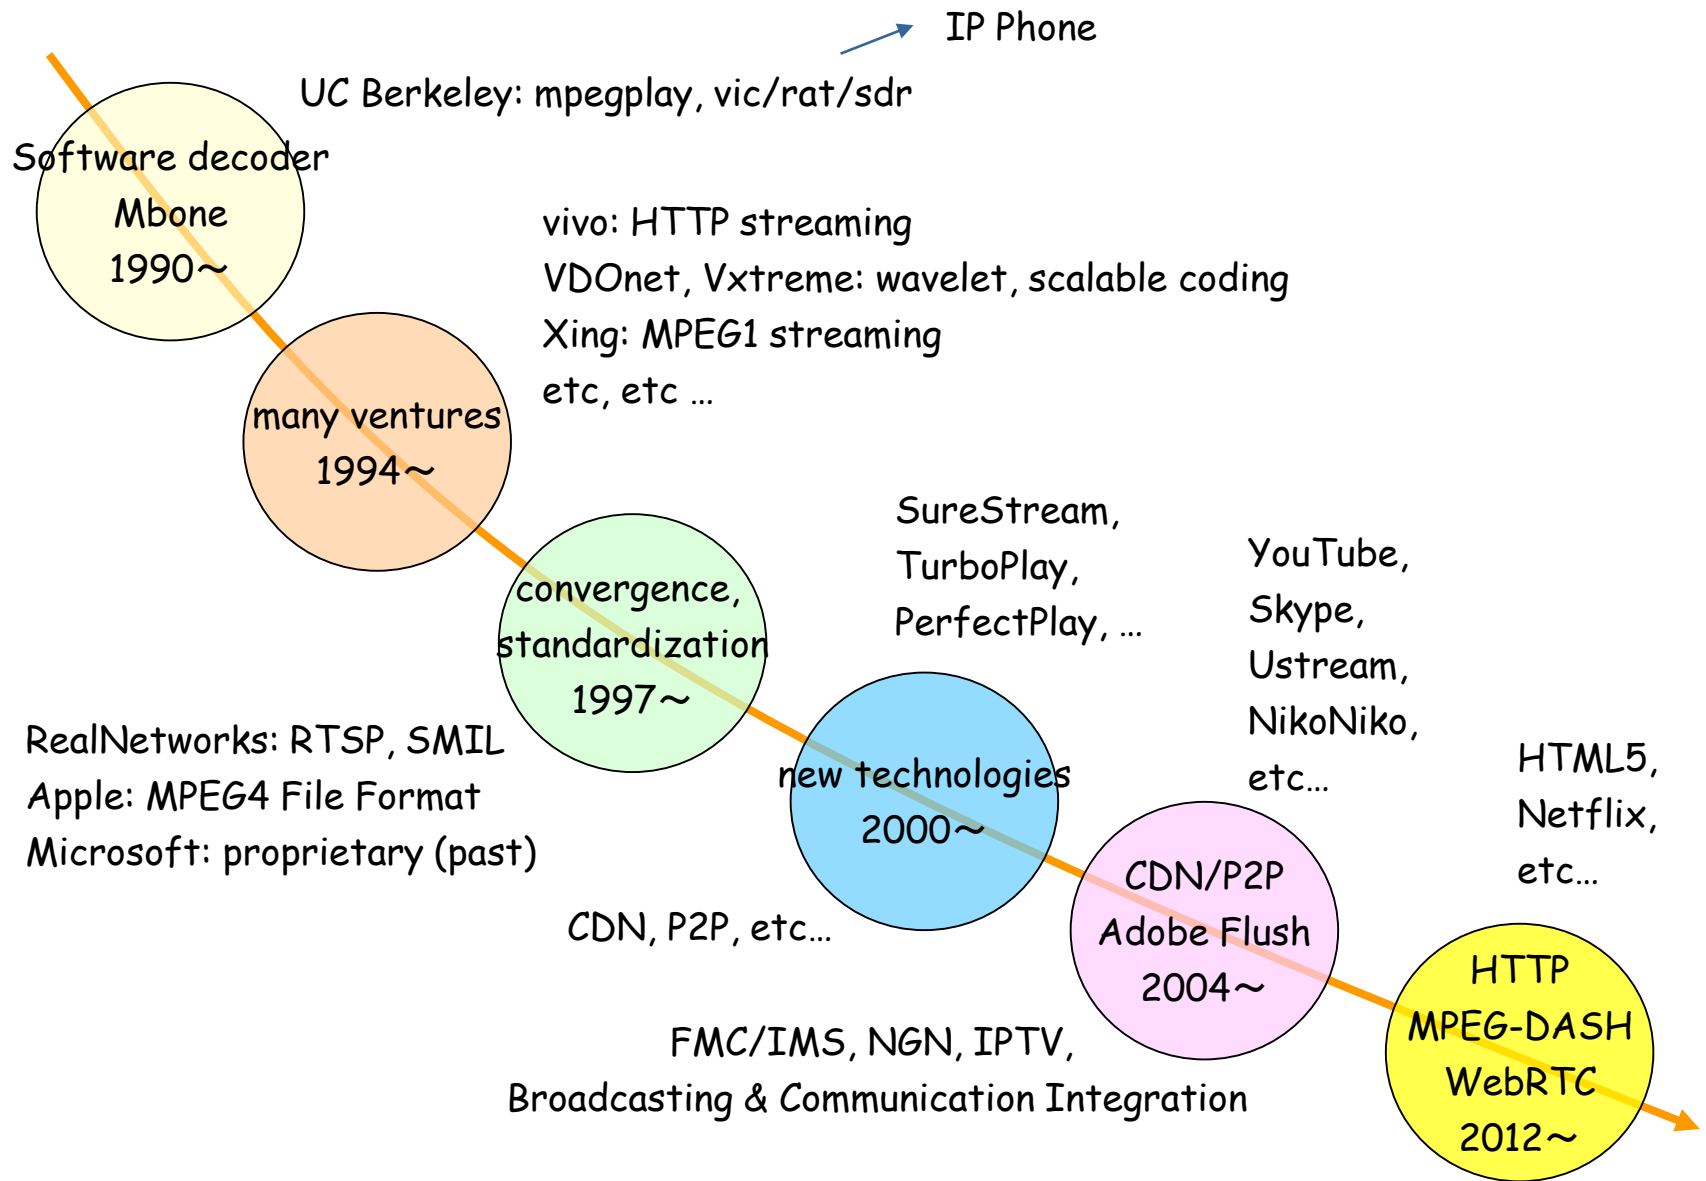 IP Phone
UC Berkeley: mpegplay, vic/rat/sdr
Software decoder
Mbone
1990～
vivo: HTTP streaming
VDOnet, Vxtreme: wavelet, scalable coding
Xing: MPEG1 streaming
etc, etc …
many ventures
1994～
convergence,
standardization
1997～
RealNetworks: RTSP, SMIL
Apple: MPEG4 File Format
Microsoft: proprietary (past)
SureStream,
TurboPlay,
PerfectPlay, …
new technologies
2000～
CDN, P2P, etc…
YouTube,
Skype,
Ustream,
NikoNiko,
etc…
CDN/P2P
Adobe Flush
2004～
FMC/IMS, NGN, IPTV,
Broadcasting & Communication Integration
HTML5,
Netflix,
etc…
HTTP
MPEG-DASH
WebRTC
2012～